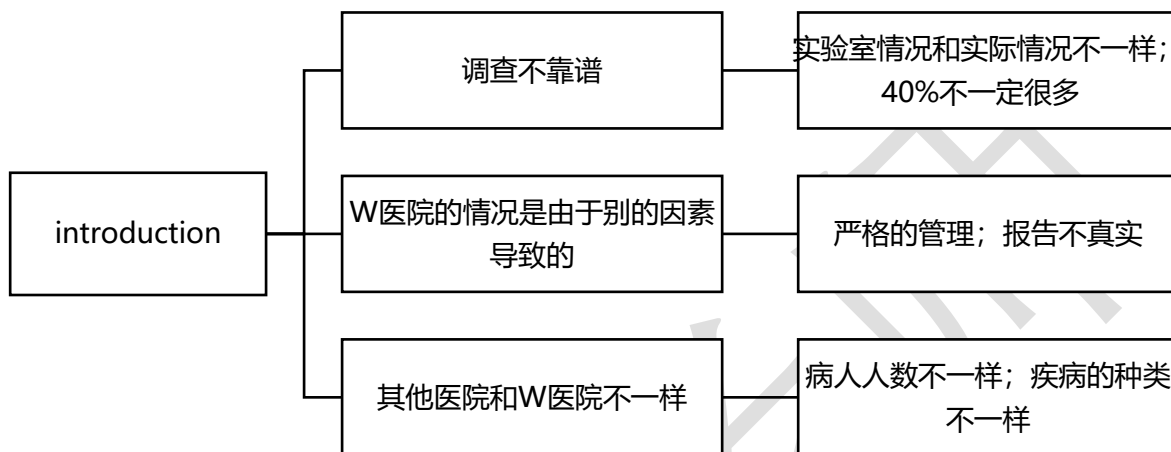 调查不靠谱
实验室情况和实际情况不一样；
40%不一定很多
introduction
W医院的情况是由于别的因素
导致的
严格的管理；报告不真实
其他医院和W医院不一样
病人人数不一样；疾病的种类
不一样